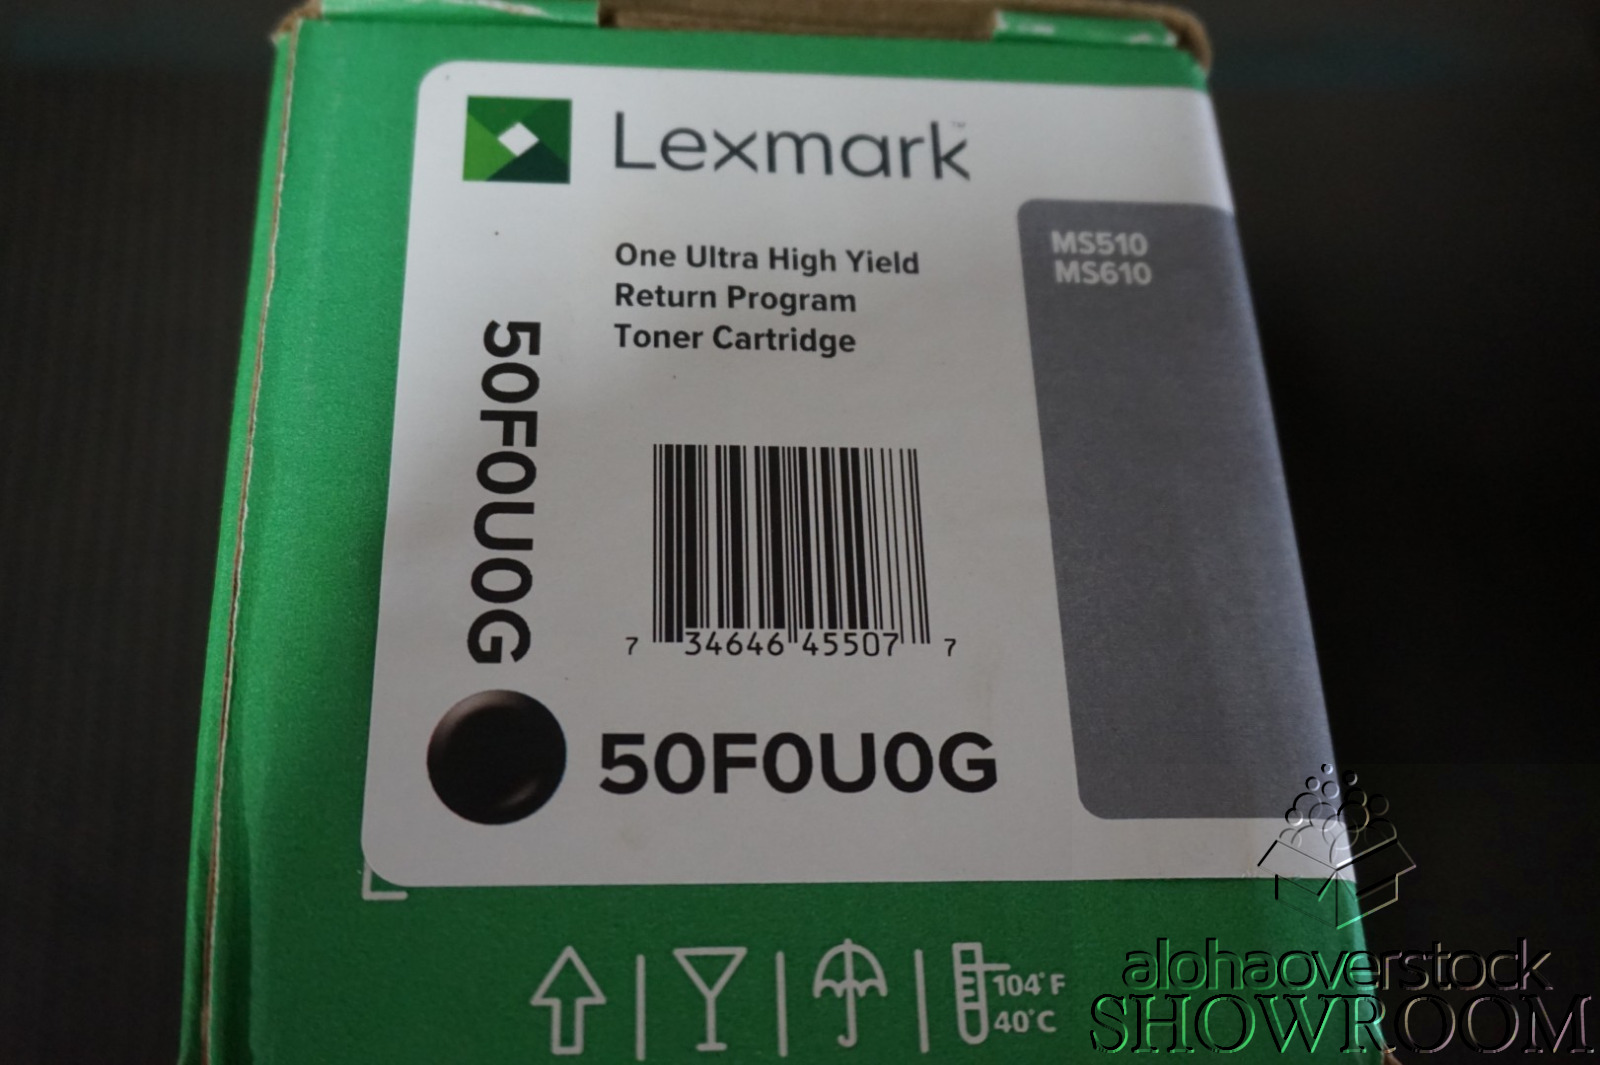 Lexmark™
MS510
MS610
One Ultra High Yield
Return Program
Toner Cartridge
50F0U0G
7 34646 45507 7
50F0U0G
104°F
40°C
alohaoverstock
SHOWROOM